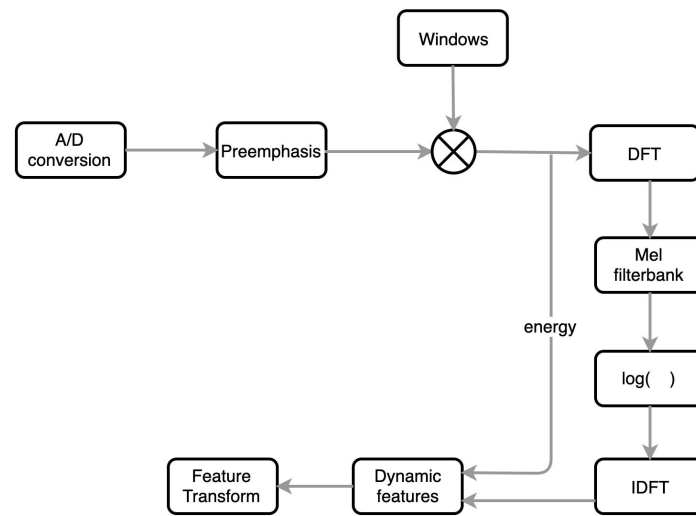 Windows
A/D
conversion
Preemphasis
DFT
Mel
filterbank
energy
log( )
Feature
Transform
Dynamic
features
IDFT